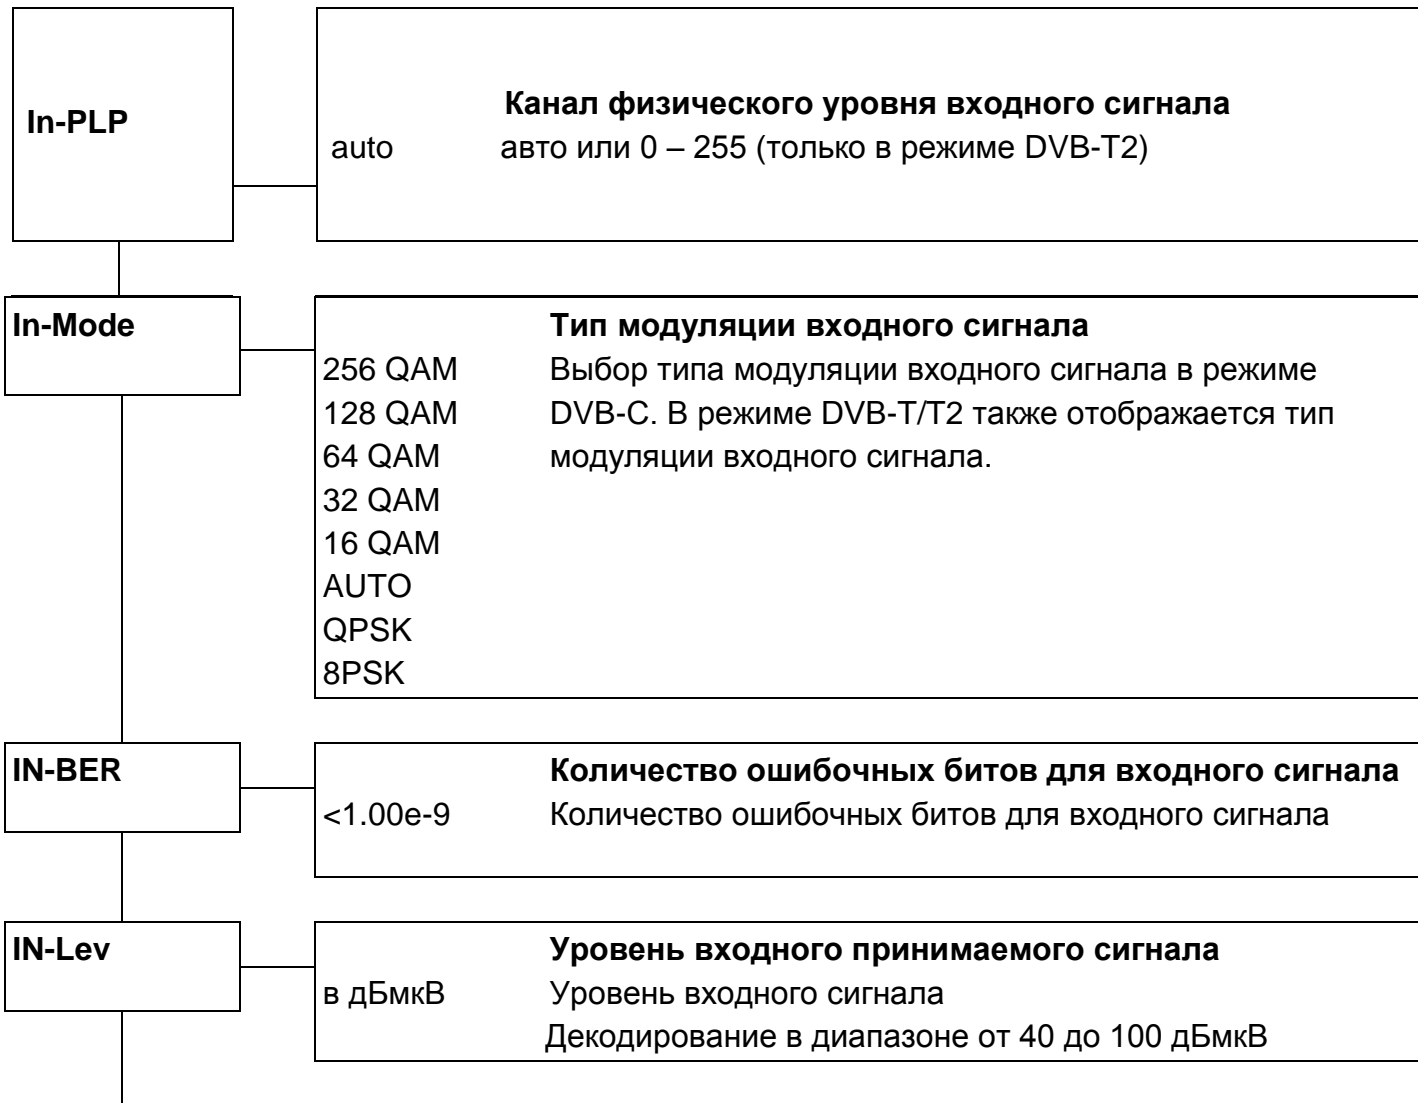 In-PLP
Канал физического уровня входного сигнала
auto авто или 0 – 255 (только в режиме DVB-T2)
In-Mode
Тип модуляции входного сигнала
256 QAM Выбор типа модуляции входного сигнала в режиме
128 QAM DVB-C. В режиме DVB-T/T2 также отображается тип
64 QAM модуляции входного сигнала.
32 QAM
16 QAM
AUTO
QPSK
8PSK
IN-BER
Количество ошибочных битов для входного сигнала
<1.00e-9 Количество ошибочных битов для входного сигнала
IN-Lev
Уровень входного принимаемого сигнала
в дБмкВ Уровень входного сигнала
Декодирование в диапазоне от 40 до 100 дБмкВ